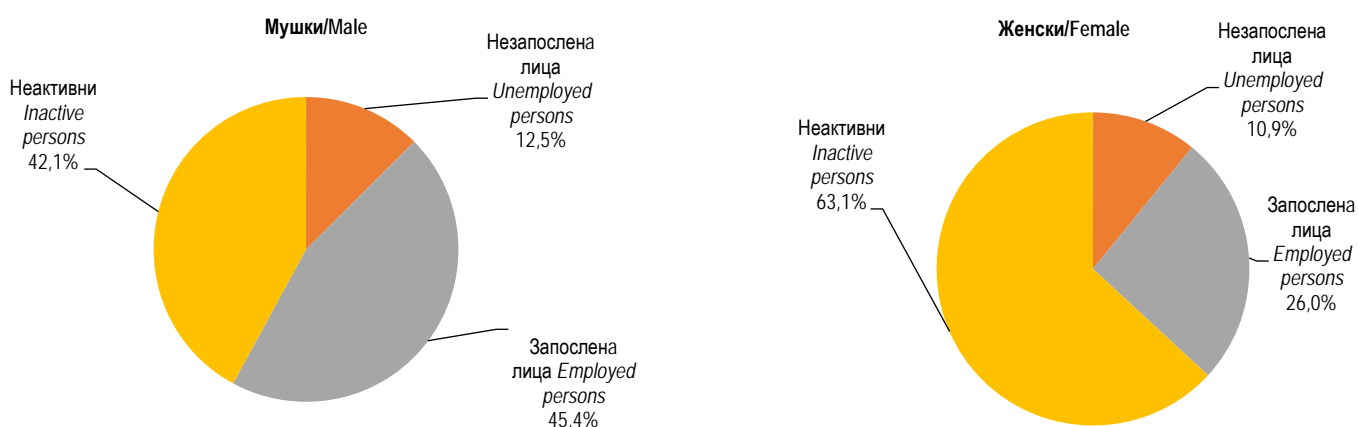 Мушки/Male
Незапослена
лица
Unemployed
persons
12,5%
Неактивни
Inactive
persons
42,1%
Запослена
лица Employed
persons
45,4%
Женски/Female
Незапослена
лица
Unemployed
persons
10,9%
Неактивни
Inactive
persons
63,1%
Запослена
лица
Employed
persons
26,0%